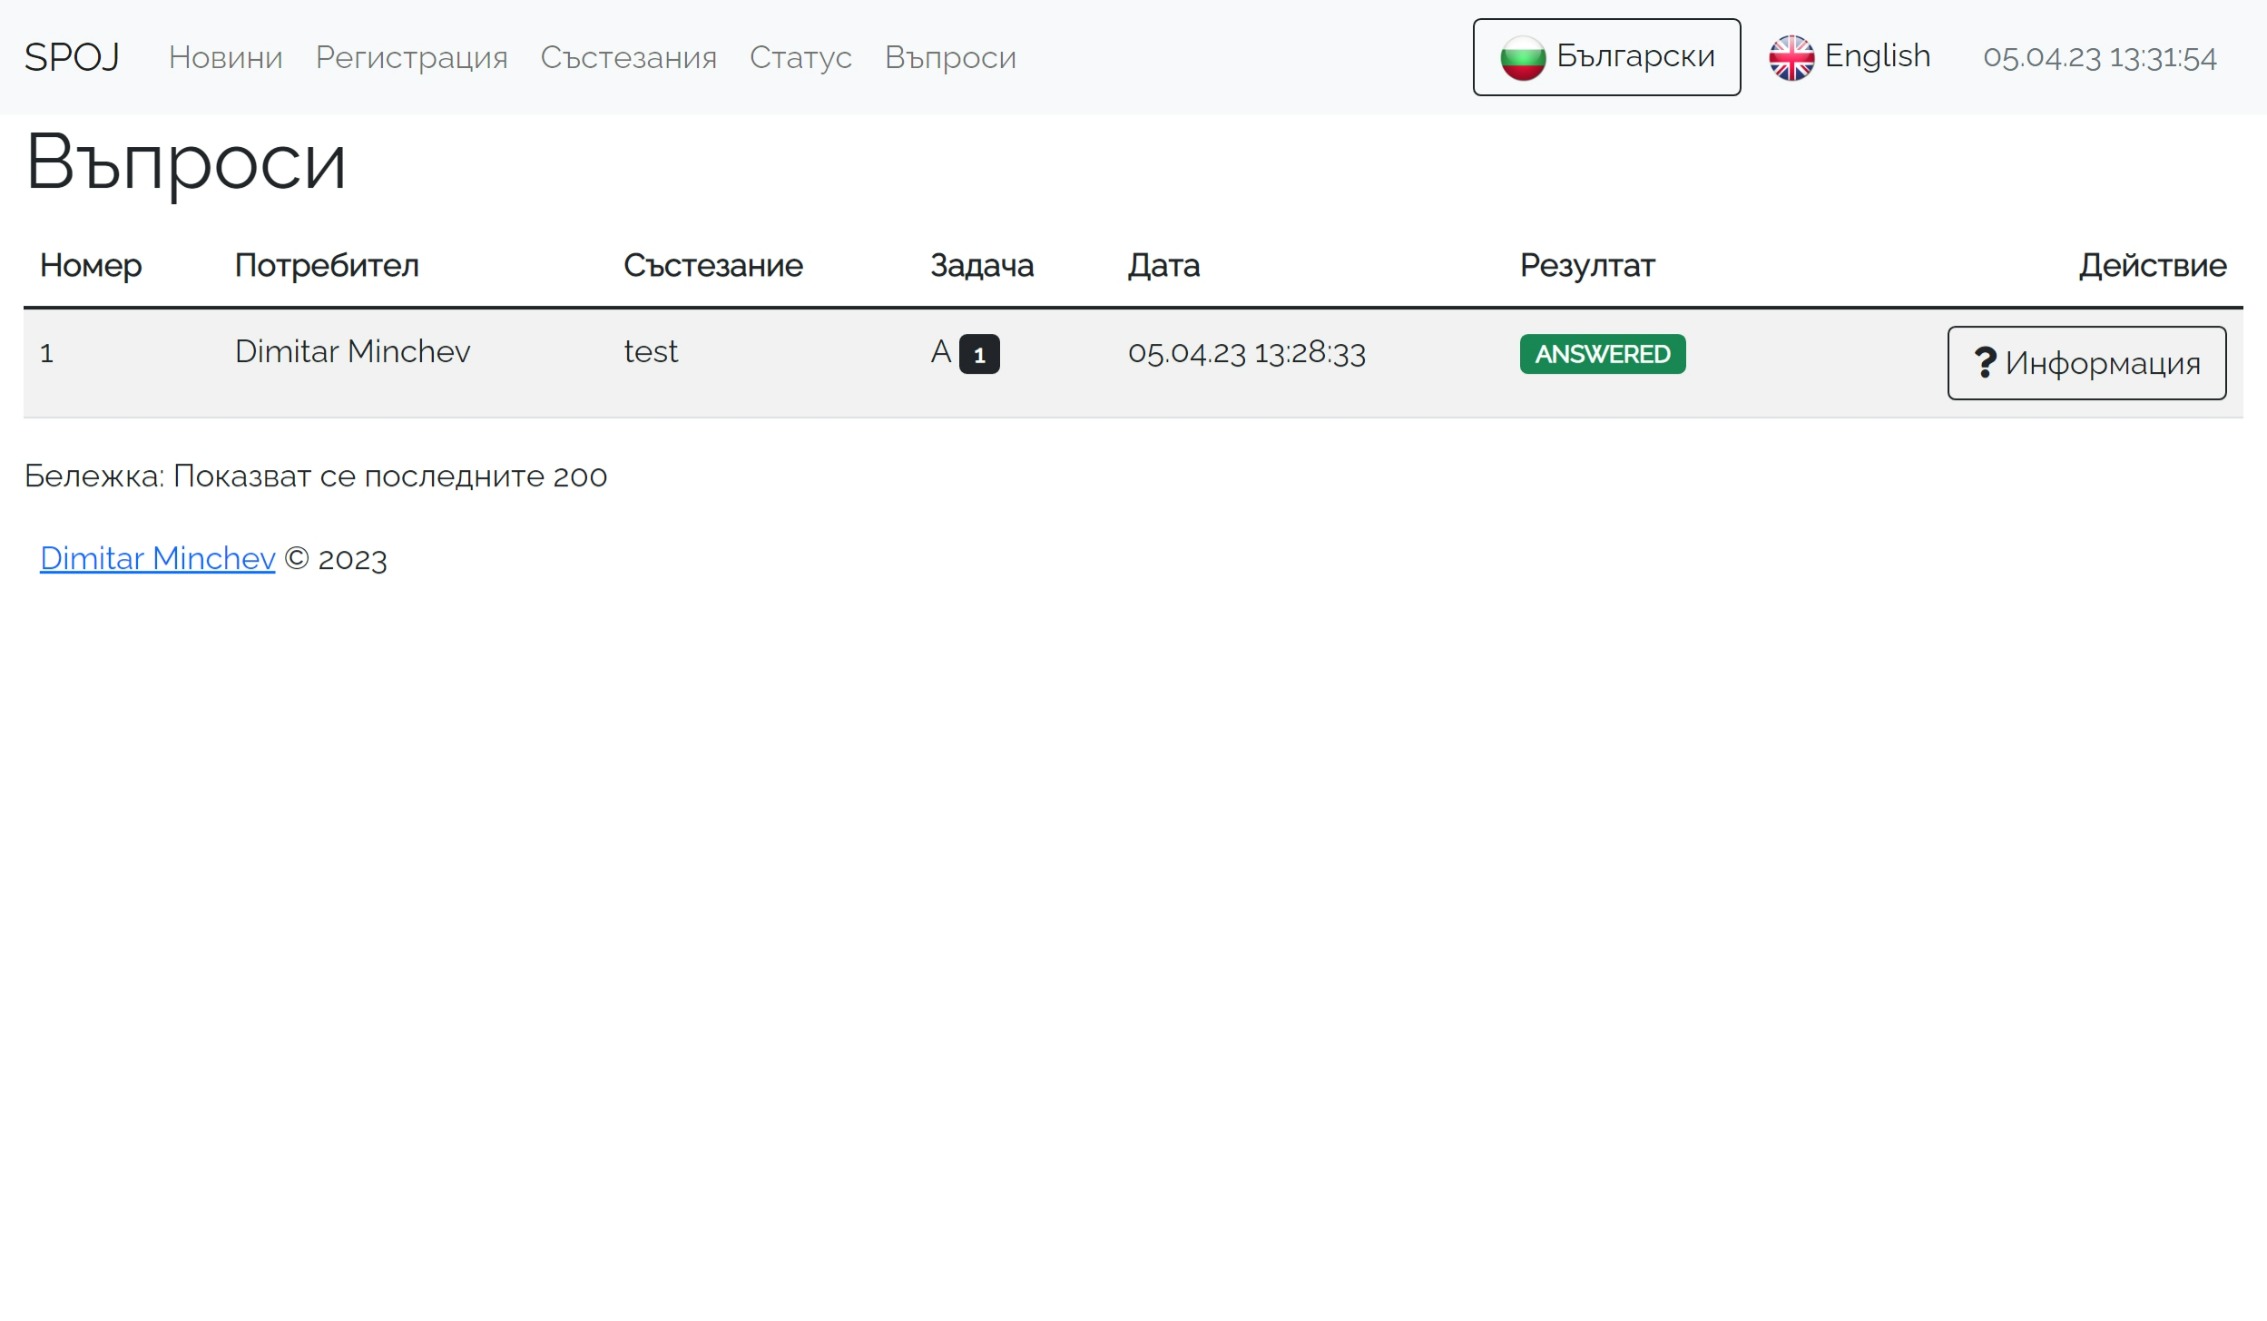 SPOJ Новини Регистрация Състезания Статус Въпроси Български English 05.04.23 13:31:54
Въпроси
Номер Потребител Състезание Задача Дата Резултат Действие
1 Dimitar Minchev test A 1 05.04.23 13:28:33 ANSWERED ? Информация
Бележка: Показват се последните 200
Dimitar Minchev © 2023